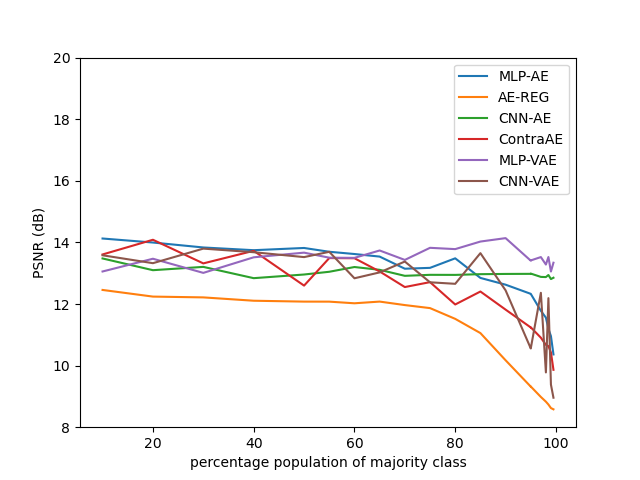 20
18
16
14
12
10
8
PSNR (dB)
MLP-AE
AE-REG
CNN-AE
ContraAE
MLP-VAE
CNN-VAE
20 40 60 80 100
percentage population of majority class